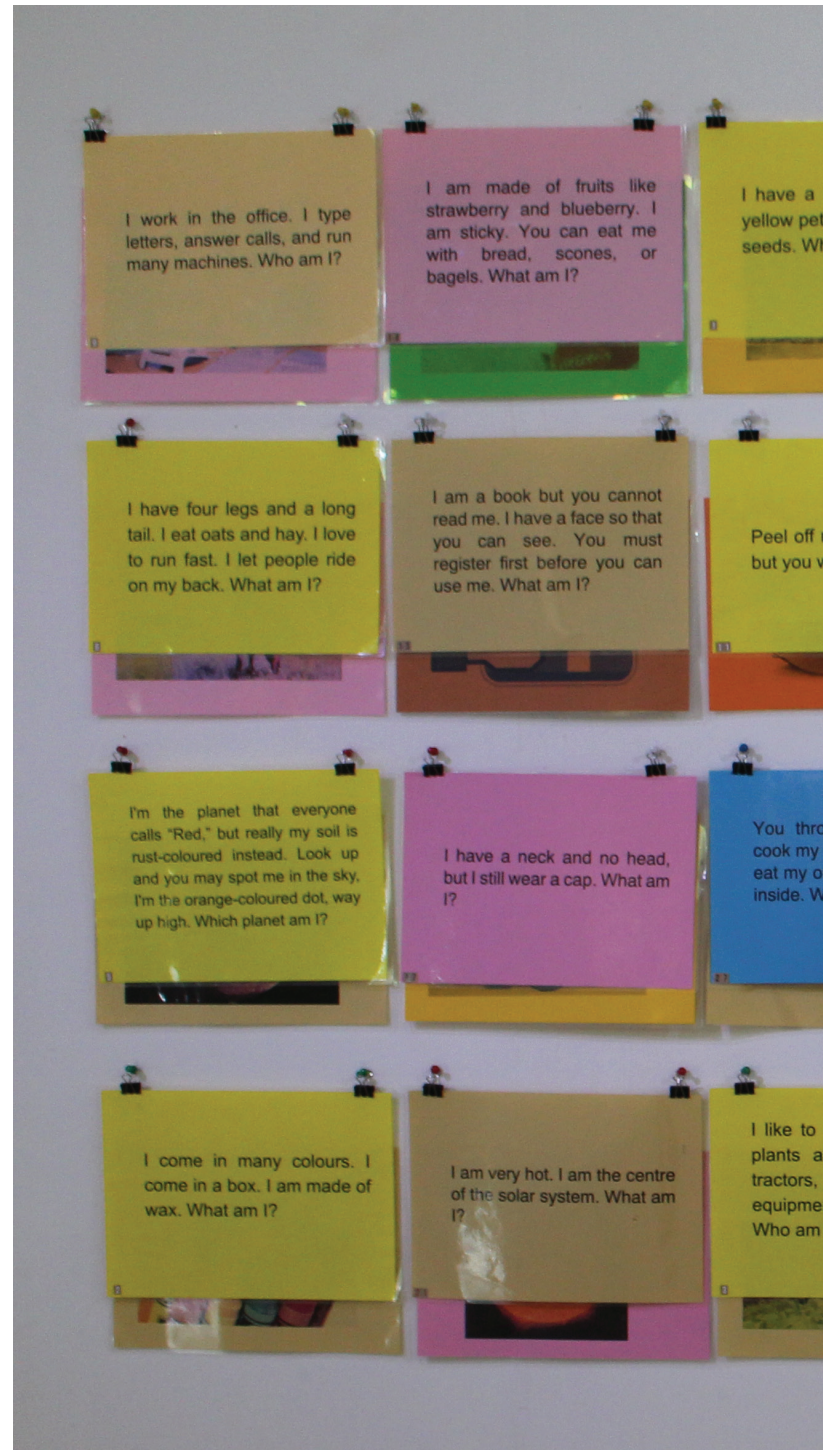 I work in the office. I type
letters, answer calls, and run
many machines. Who am I?
I am made of fruits like
strawberry and blueberry. I
am sticky. You can eat me
with bread, scones, or
bagels. What am I?
I have a
yellow pet
seeds. Wh
I have four legs and a long
tail. I eat oats and hay. I love
to run fast. I let people ride
on my back. What am I?
I am a book but you cannot
read me. I have a face so that
you can see. You must
register first before you can
use me. What am I?
Peel off
but you w
I'm the planet that everyone
calls “Red,” but really my soil is
rust-coloured instead. Look up
and you may spot me in the sky,
I'm the orange-coloured dot, way
up high. Which planet am I?
I have a neck and no head,
but I still wear a cap. What am
I?
You thro
cook my
eat my o
inside. W
I come in many colours. I
come in a box. I am made of
wax. What am I?
I am very hot. I am the centre
of the solar system. What am
I?
I like to
plants a
tractors,
equipme
Who am